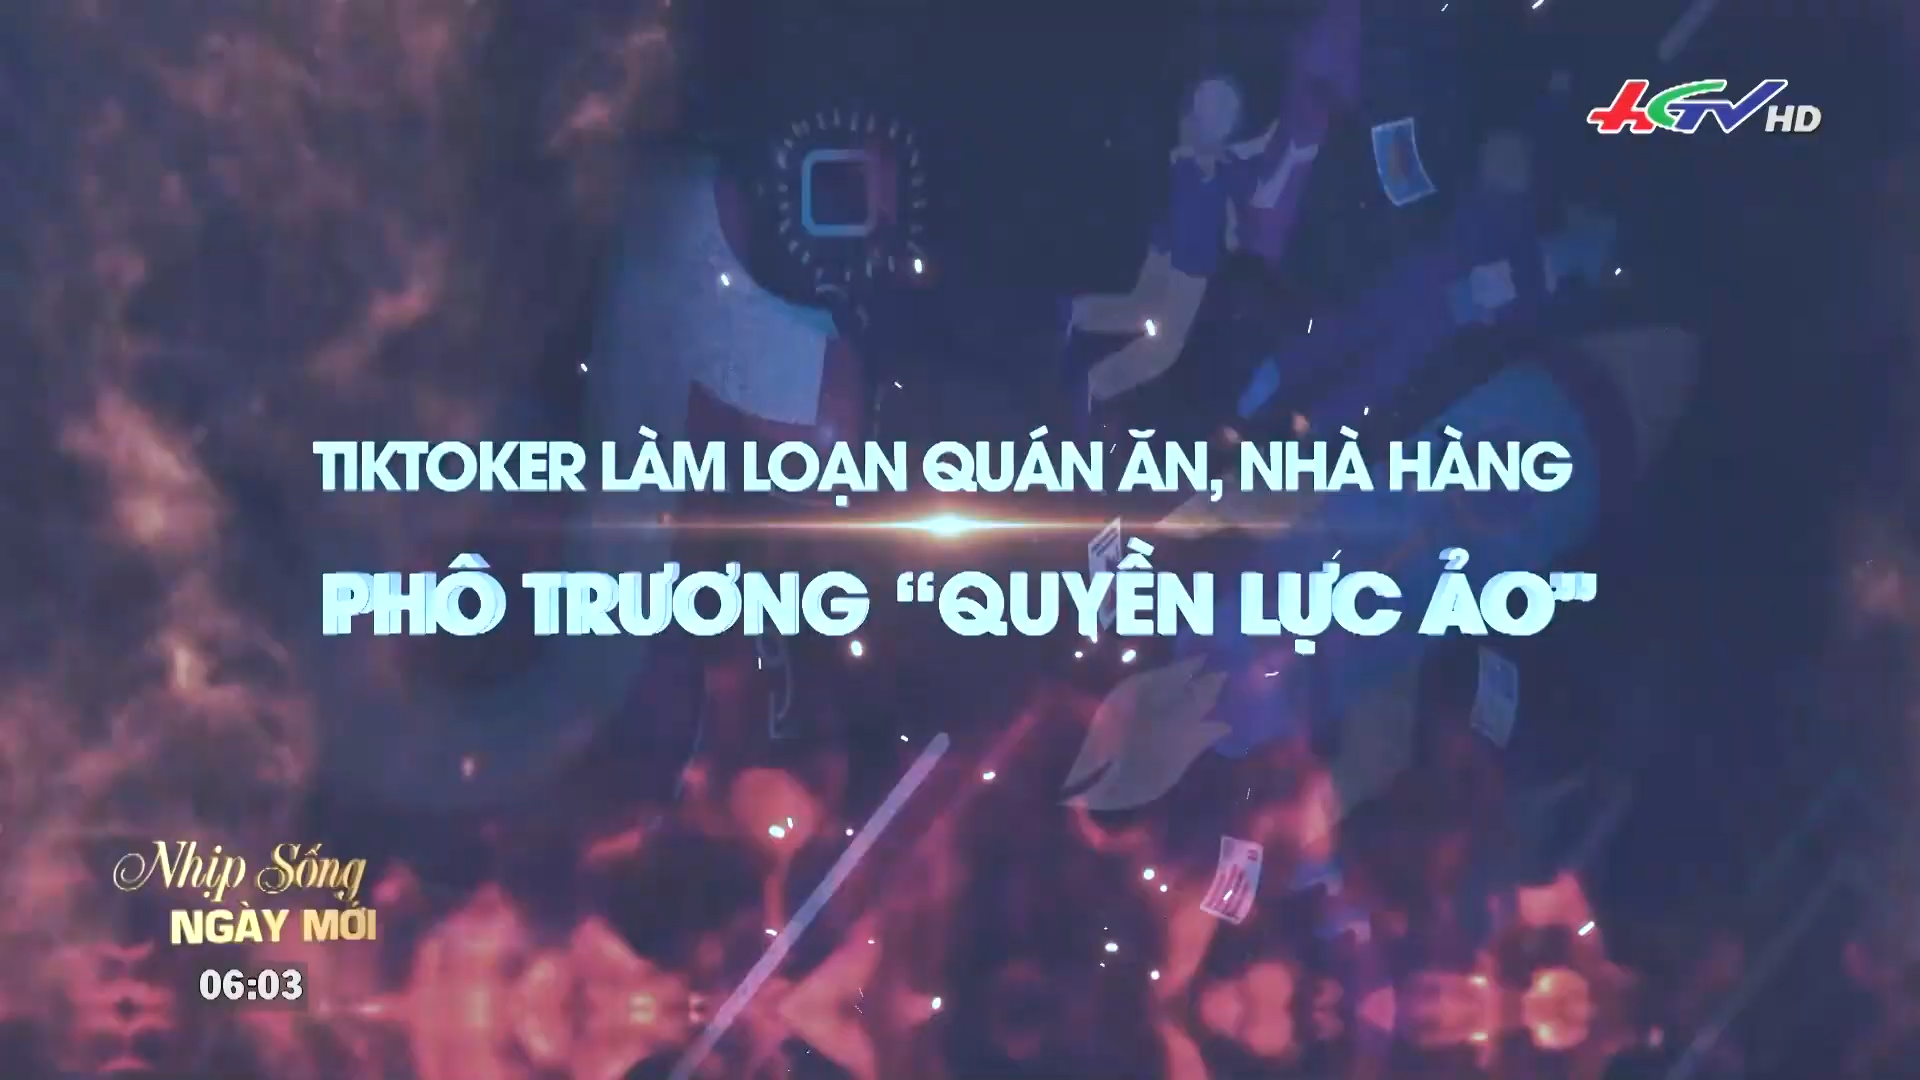 HGTV HD
TIKTOKER LÀM LOẠN QUÁN ĂN, NHÀ HÀNG
PHÔ TRƯƠNG “QUYỀN LỰC ẢO”
Nhịp Sống
NGÀY MỚI
06:03